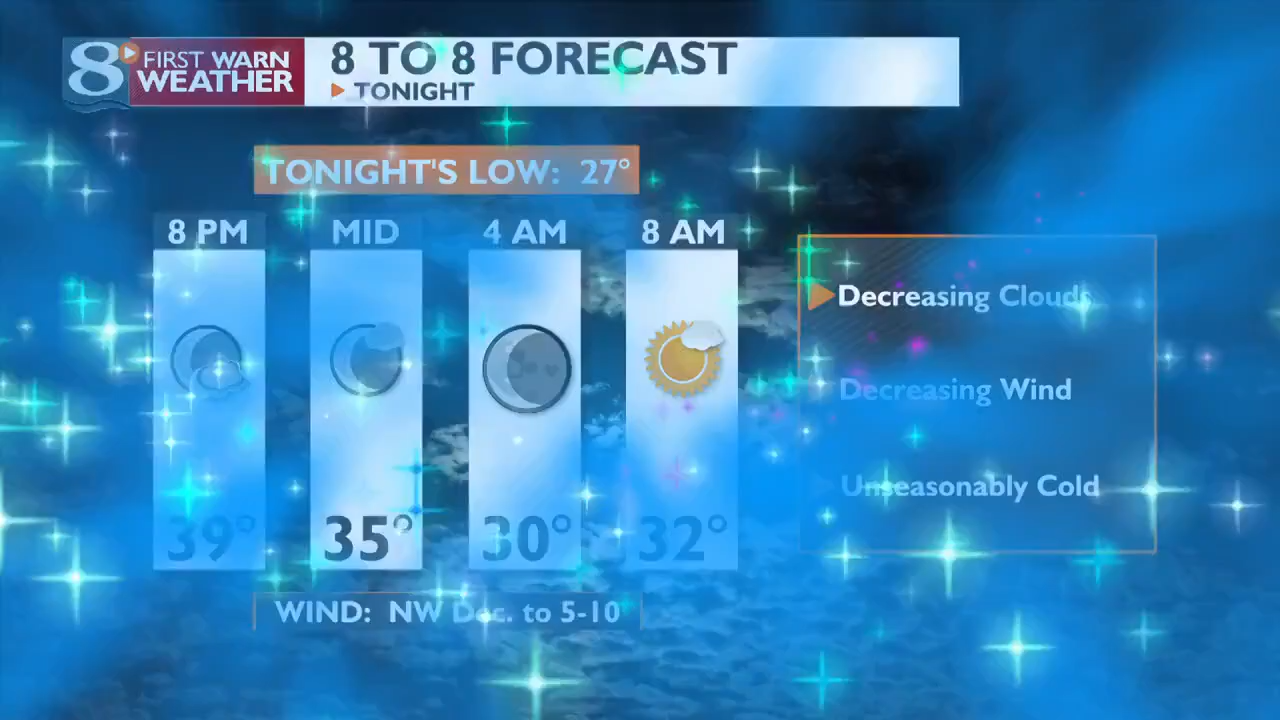 8 FIRST WARN
WEATHER
8 TO 8 FORECAST
TONIGHT
TONIGHT'S LOW: 27°
8 PM MID 4 AM 8 AM
39° 35° 30° 32°
Decreasing Clouds
Decreasing Wind
Unseasonably Cold
WIND: NW Dec. to 5-10